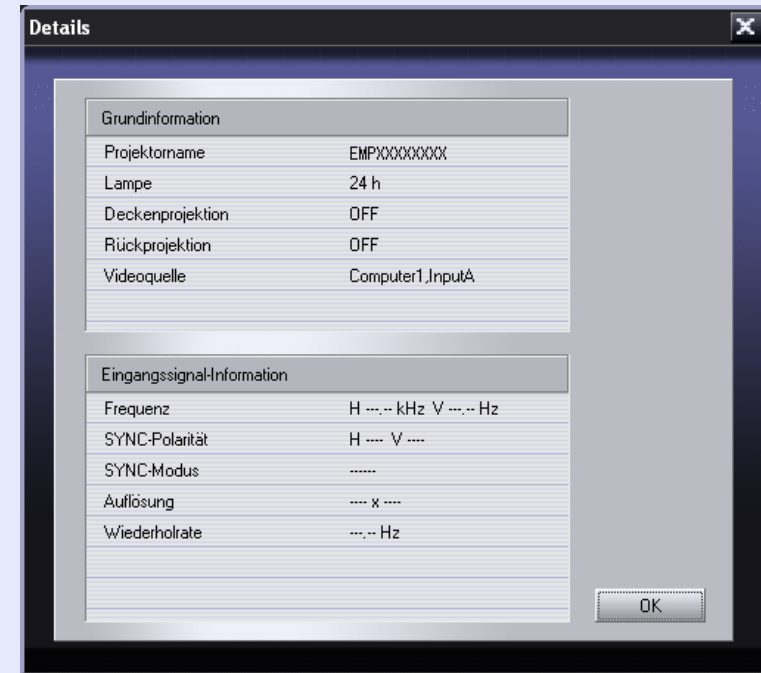 Details
Grundinformation
Projektorname EMPXXXXXXXX
Lampe 24 h
Deckenprojektion OFF
Rückprojektion OFF
Videoquelle Computer1,InputA
Eingangssignal-Information
Frequenz H ---.-- kHz V ---.-- Hz
SYNC-Polarität H ---- V ----
SYNC-Modus ------
Auflösung ---- x ----
Wiederholrate ---.-- Hz
OK